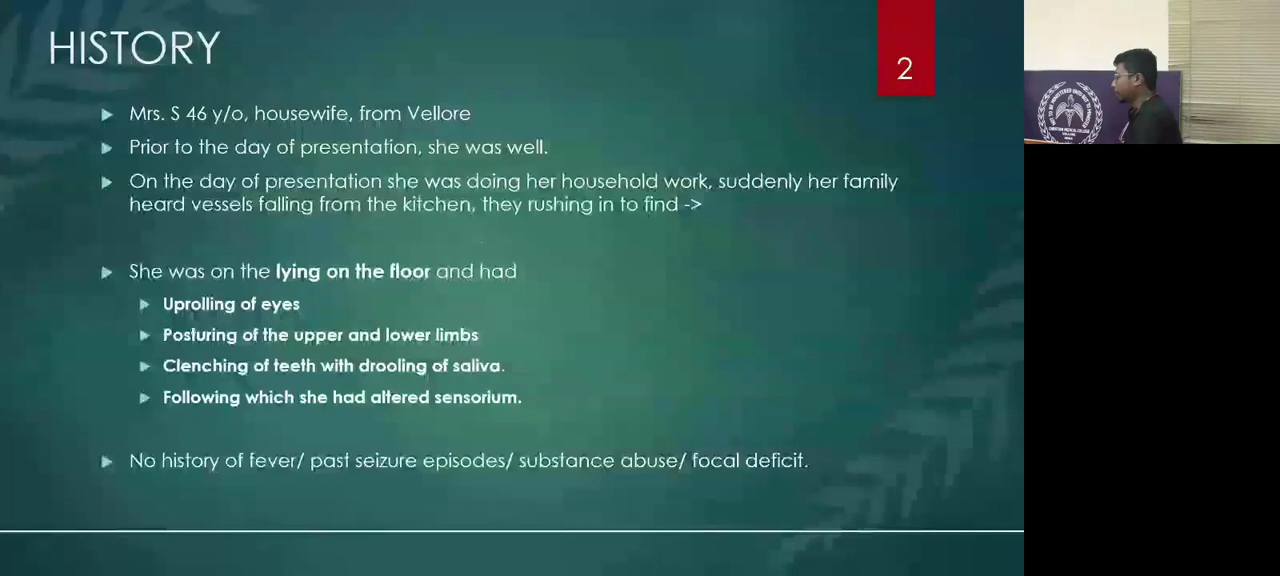 HISTORY
2
Mrs. S 46 y/o, housewife, from Vellore
Prior to the day of presentation, she was well.
On the day of presentation she was doing her household work, suddenly her family
heard vessels falling from the kitchen, they rushing in to find ->
She was on the lying on the floor and had
Uprolling of eyes
Posturing of the upper and lower limbs
Clenching of teeth with drooling of saliva.
Following which she had altered sensorium.
No history of fever/ past seizure episodes/ substance abuse/ focal deficit.
CHRISTIAN MEDICAL COLLEGE